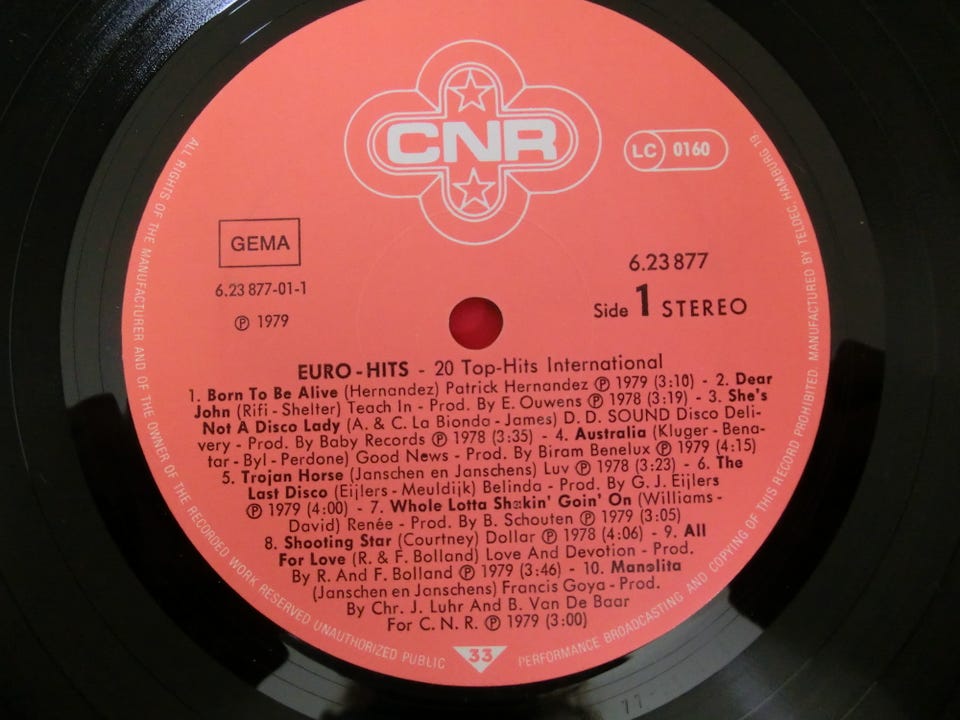 CNR
LC 0160
GEMA
6.23877
6.23 877-01-1
Side 1 STEREO
℗ 1979
EURO-HITS - 20 Top-Hits International
1. Born To Be Alive (Hernandez) Patrick Hernandez ℗ 1979 (3:10) - 2. Dear
John (Rifi - Shelter) Teach In - Prod. By E. Ouwens ℗ 1978 (3:19) - 3. She's
Not A Disco Lady (A. & C. La Bionda - James) D. D. SOUND Disco Deli-
very - Prod. By Baby Records ℗ 1978 (3:35) - 4. Australia (Kluger - Bena-
tar - Byl - Perdone) Good News - Prod. By Biram Benelux ℗ 1979 (4:15)
5. Trojan Horse (Janschen en Janschens) Luv ℗ 1978 (3:23) - 6. The
Last Disco (Eijlers - Meuldijk) Belinda - Prod. By G. J. Eijlers
℗ 1979 (4:00) - 7. Whole Lotta Shakin' Goin' On (Williams -
David) Renée - Prod. By B. Schouten ℗ 1979 (3:05)
8. Shooting Star (Courtney) Dollar ℗ 1978 (4:06) - 9. All
For Love (R. & F. Bolland) Love And Devotion - Prod.
By R. And F. Bolland ℗ 1979 (3:46) - 10. Manolita
(Janschen en Janschens) Francis Goya - Prod.
By Chr. J. Luhr And B. Van De Baar
For C. N. R. ℗ 1979 (3:00)
33
ALL RIGHTS OF THE MANUFACTURER AND OF THE OWNER OF THE RECORDED WORK RESERVED UNAUTHORIZED PUBLIC PERFORMANCE BROADCASTING AND COPYING OF THIS RECORD PROHIBITED. MANUFACTURED BY TELDEC, HAMBURG 19.